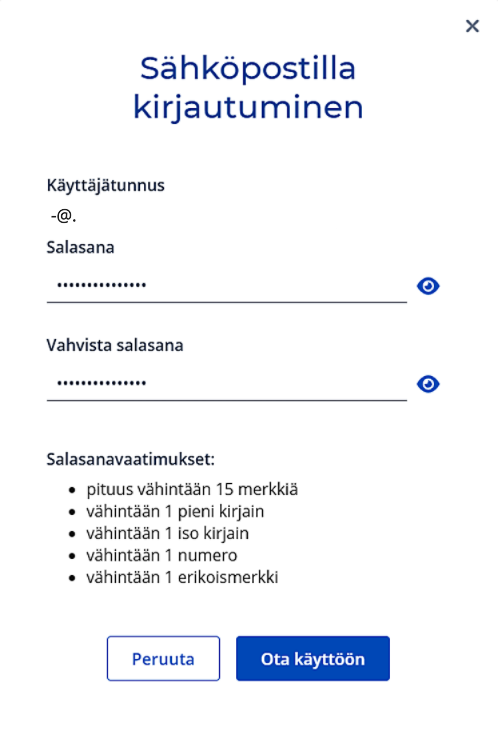 Sähköpostilla
kirjautuminen
Käyttäjätunnus
-@.
Salasana
•••••••••••••••
Vahvista salasana
•••••••••••••••
Salasanavaatimukset:
• pituus vähintään 15 merkkiä
• vähintään 1 pieni kirjain
• vähintään 1 iso kirjain
• vähintään 1 numero
• vähintään 1 erikoismerkki
Peruuta
Ota käyttöön